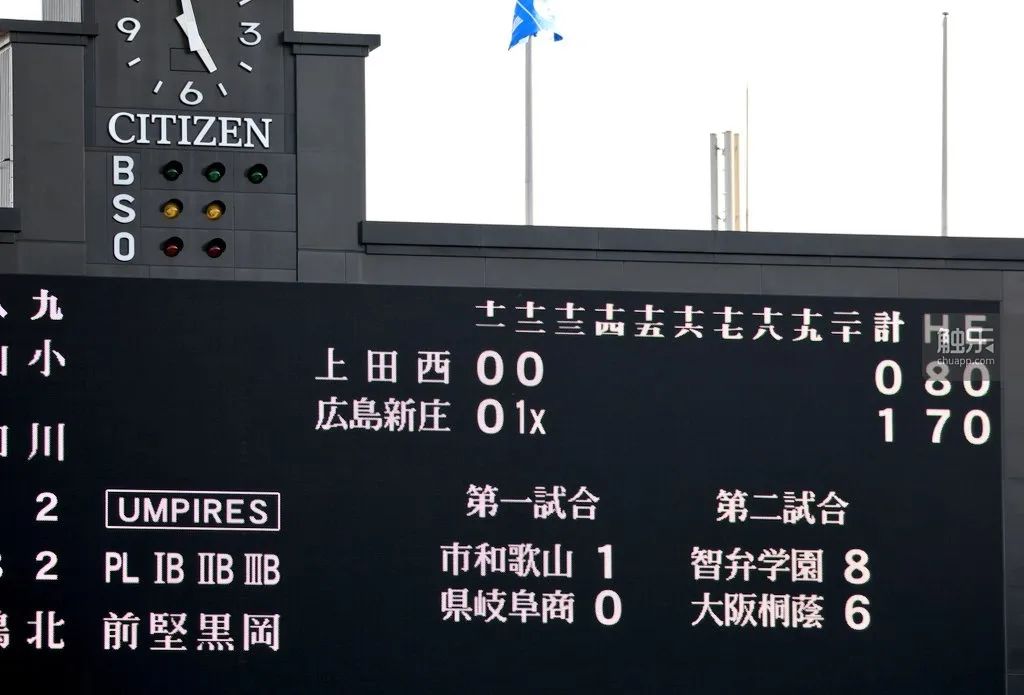 9 3
6
CITIZEN
B
S
O
九 十一 十二 十三 十四 十五 十六 十七 十八 十九 二十 計 H E
小 上田西 0 0 0 8 0
川 広島新庄 0 1x 1 7 0
第一試合 第二試合
2 UMPIRES
市和歌山 1 智弁学園 8
2 PL ⅠB ⅡB ⅢB
県岐阜商 0 大阪桐蔭 6
北 前 堅 黒 岡
触乐
chuapp.com